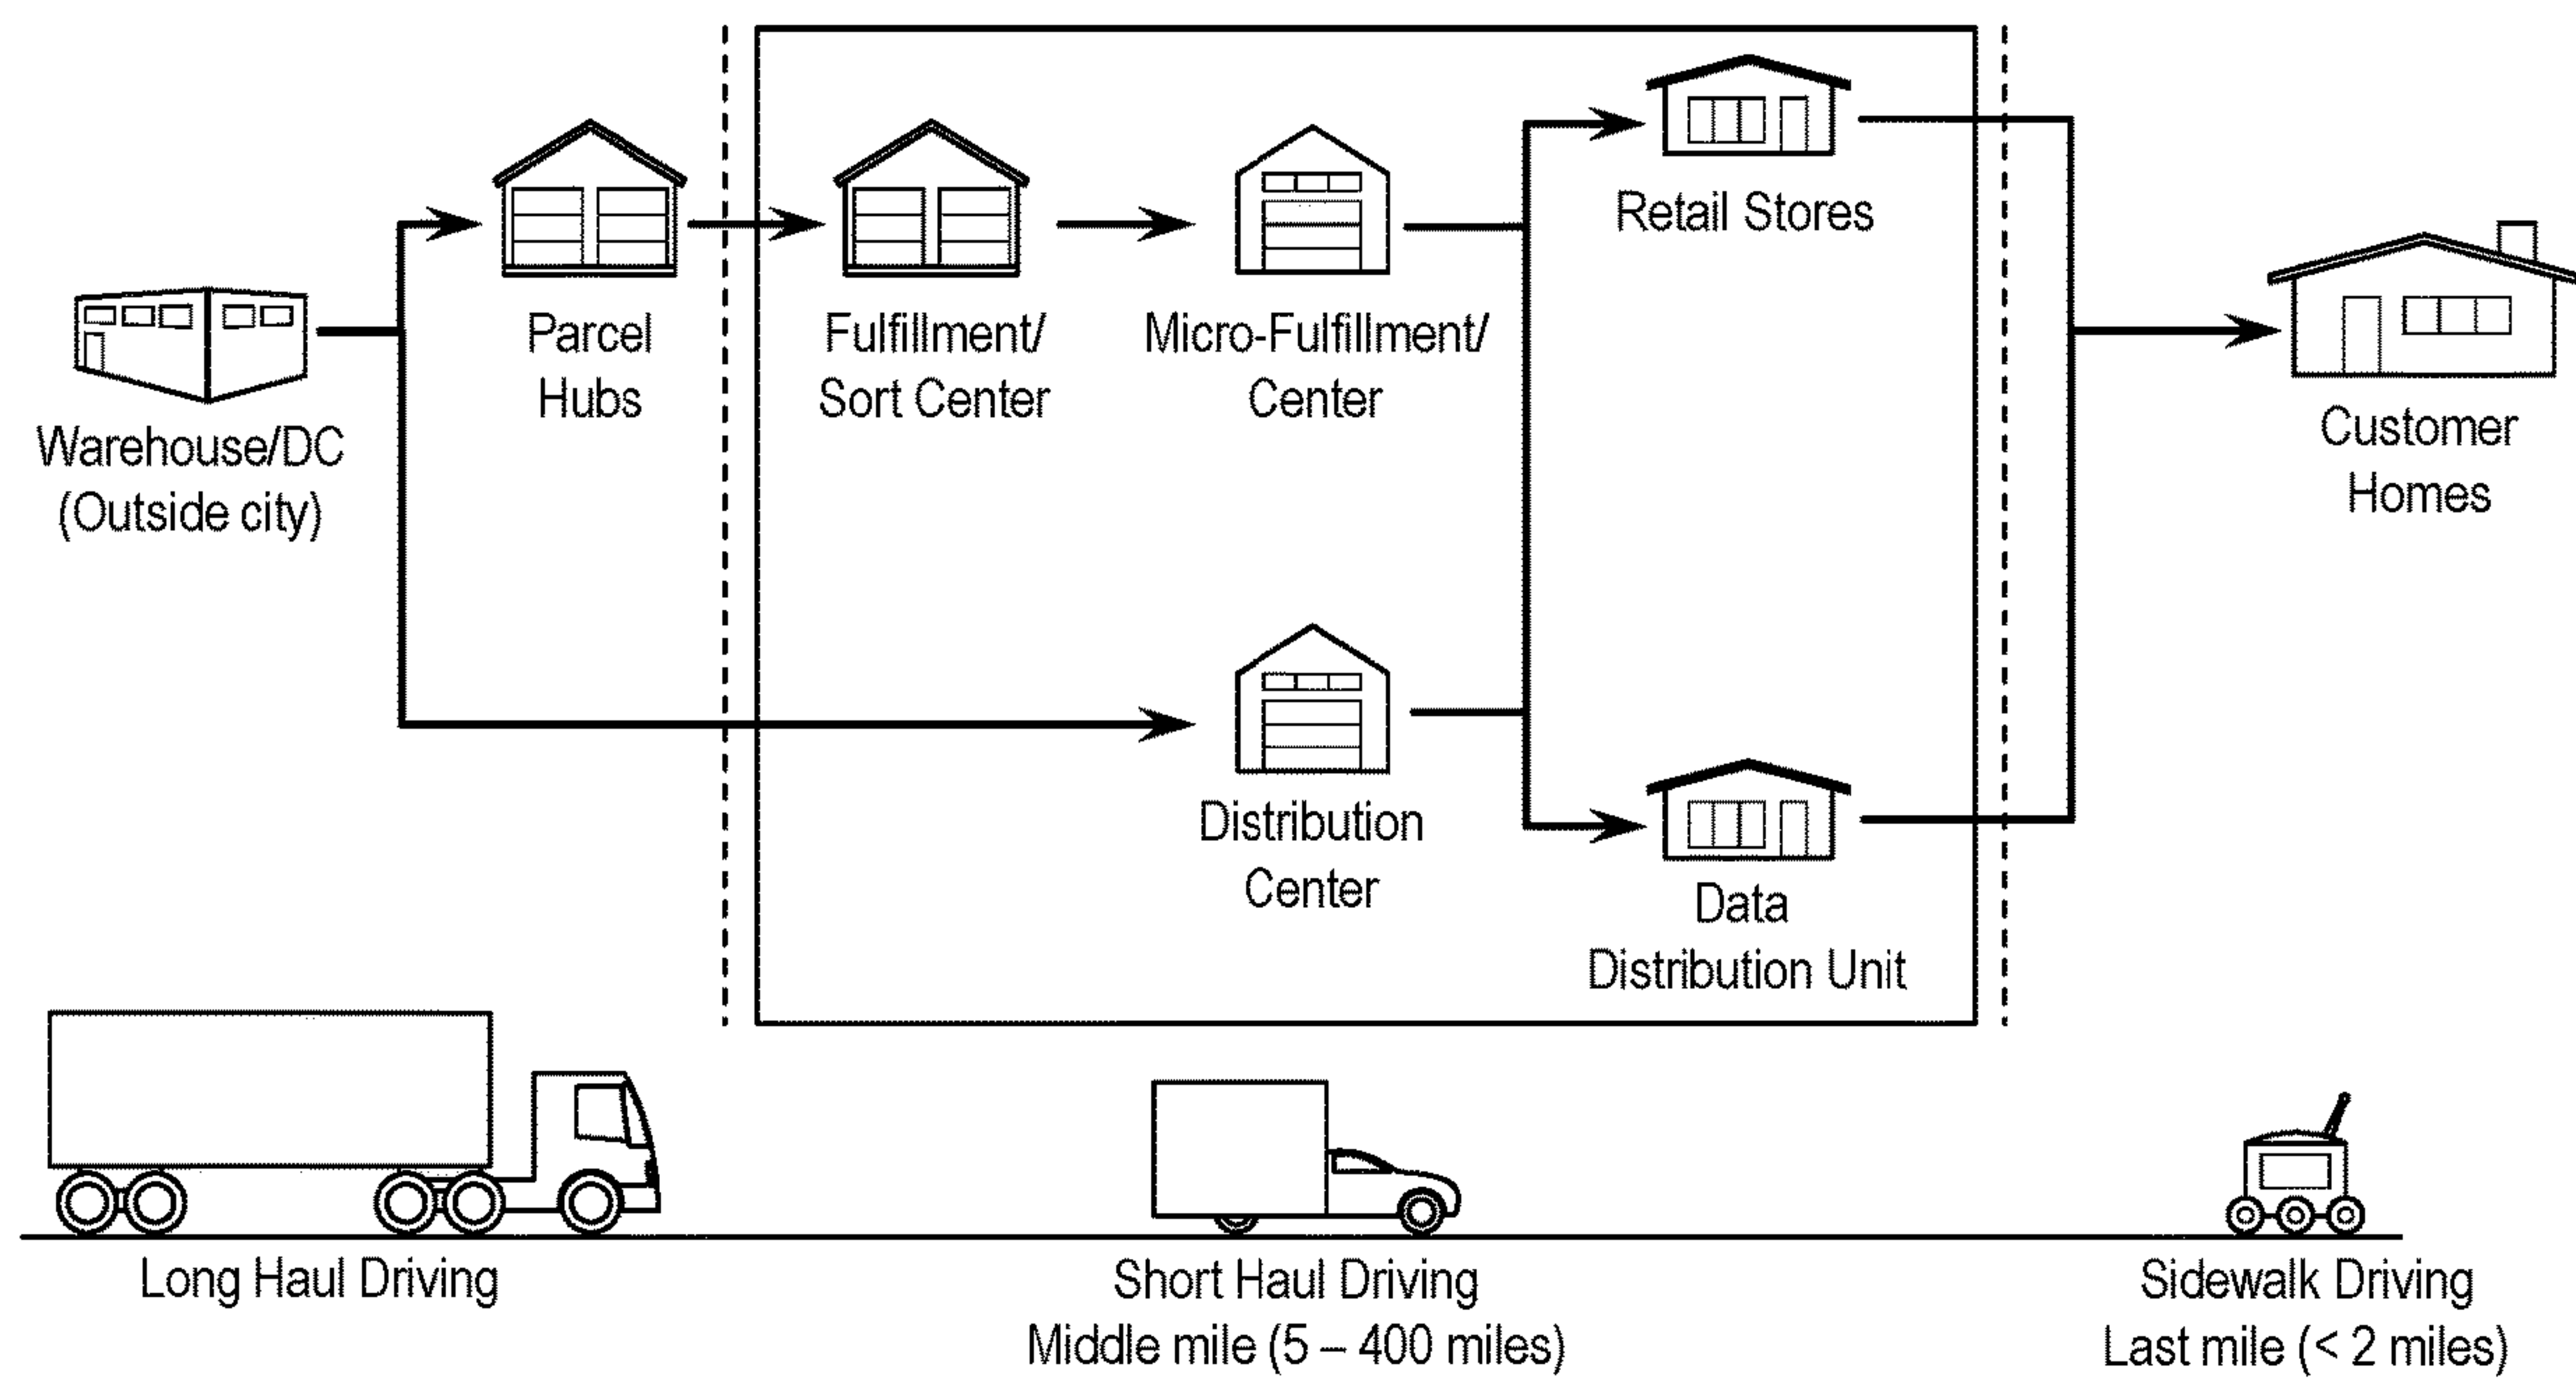 Retail Stores
Parcel
Hubs
Fulfillment/
Sort Center
Micro-Fulfillment/
Center
Warehouse/DC
(Outside city)
Customer
Homes
Distribution
Center
Data
Distribution Unit
Long Haul Driving
Short Haul Driving
Middle mile (5 – 400 miles)
Sidewalk Driving
Last mile (< 2 miles)